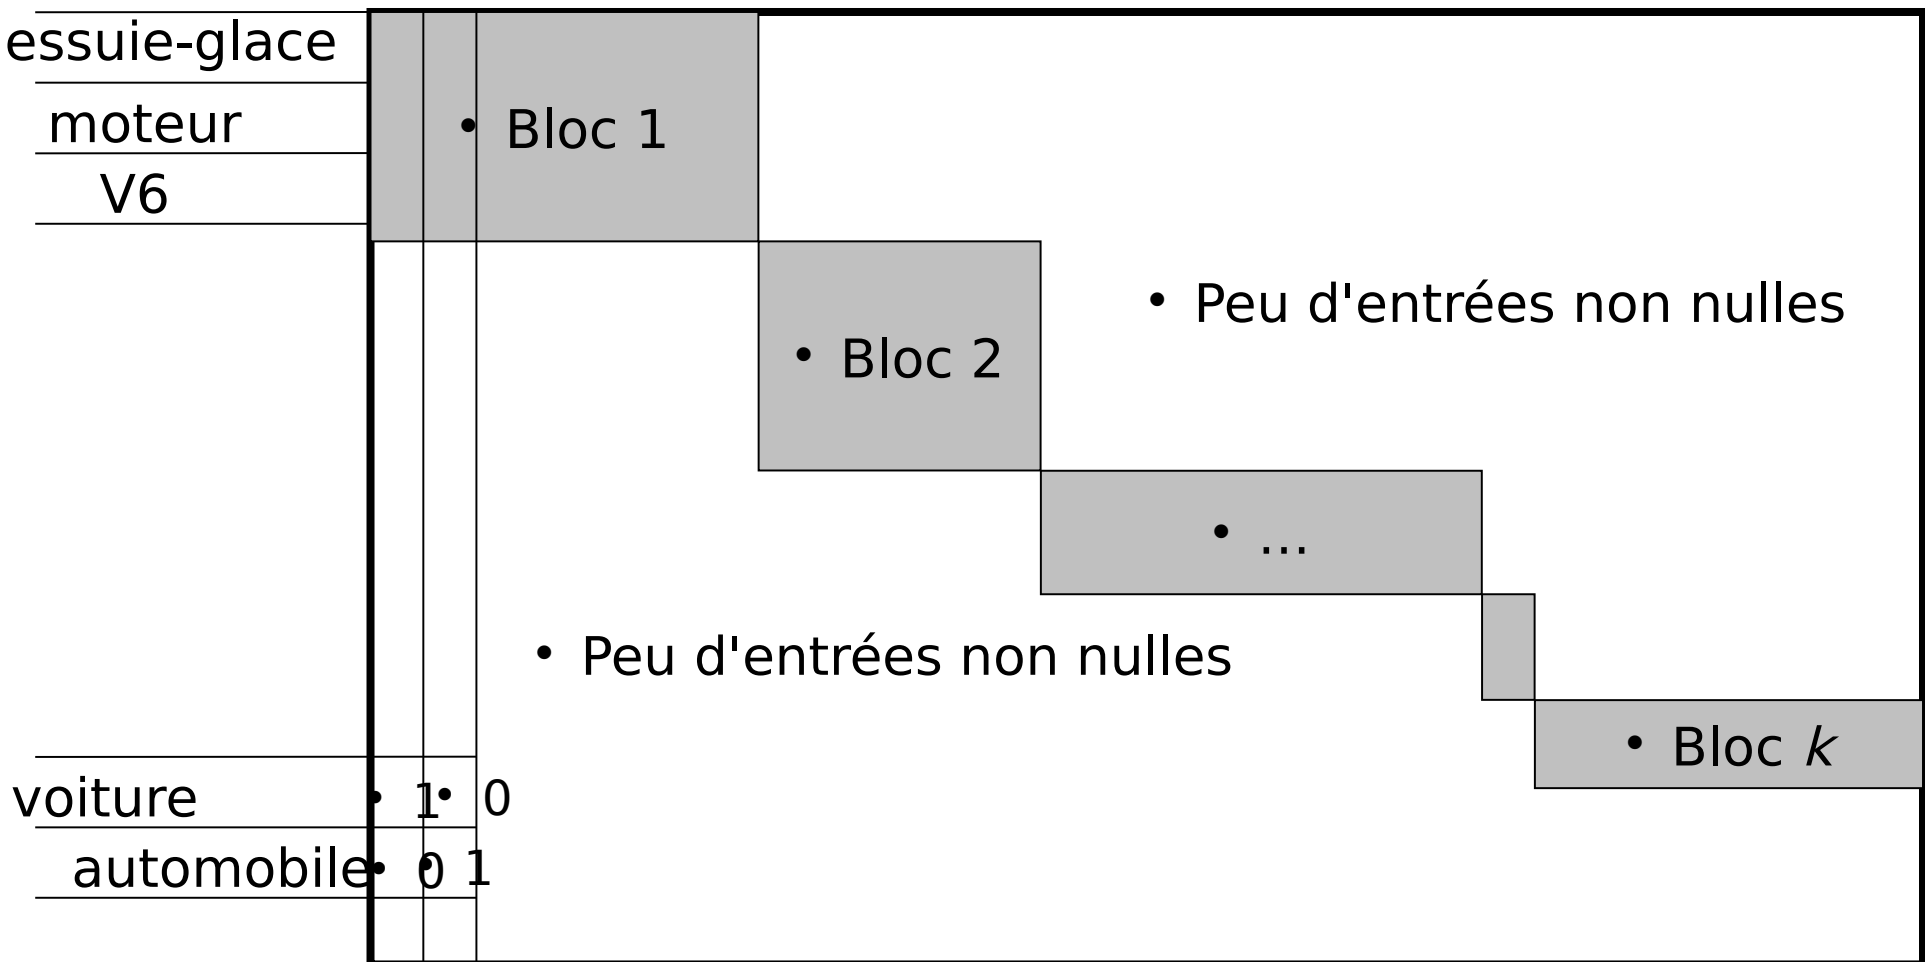 essuie-glace
moteur
• Bloc 1
V6
• Peu d'entrées non nulles
• Bloc 2
• ...
• Peu d'entrées non nulles
• Bloc k
voiture • 1 • 0
automobile • 0 • 1